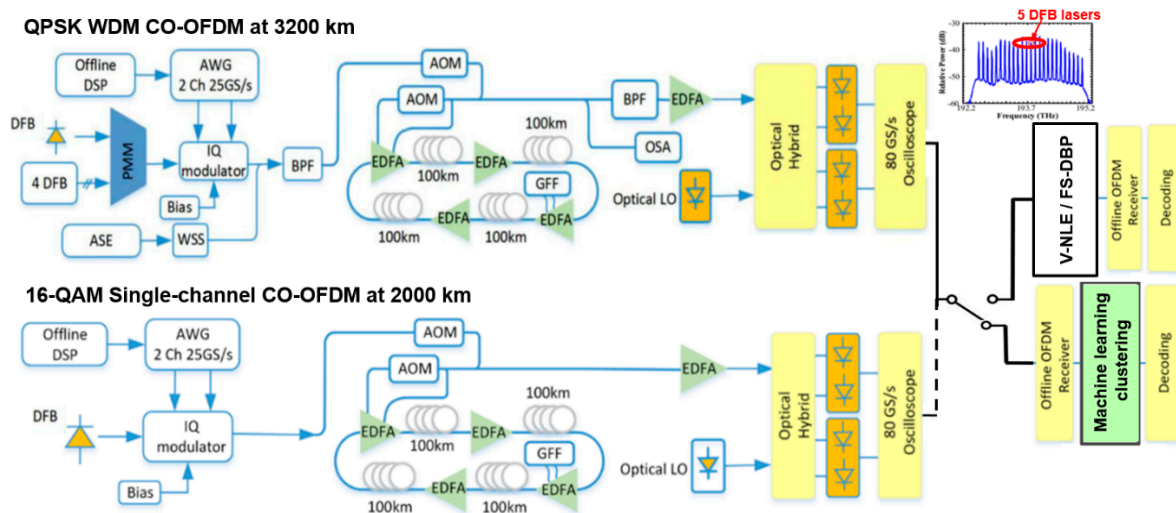 QPSK WDM CO-OFDM at 3200 km
Offline
DSP
AWG
2 Ch 25GS/s
DFB
4 DFB
PMM
IQ
modulator
Bias
ASE
WSS
BPF
AOM
AOM
EDFA
100km
EDFA
100km
GFF
EDFA
100km
EDFA
100km
BPF
EDFA
OSA
Optical LO
Optical
Hybrid
80 GS/s
Oscilloscope
5 DFB lasers
Relative Power (dB)
-30
-40
-50
-60
192.2
193.7
195.2
Frequency (THz)
V-NLE / FS-DBP
Offline OFDM
Receiver
Decoding
16-QAM Single-channel CO-OFDM at 2000 km
Offline
DSP
AWG
2 Ch 25GS/s
DFB
IQ
modulator
Bias
AOM
AOM
EDFA
100km
EDFA
100km
GFF
EDFA
100km
EDFA
100km
EDFA
Optical LO
Optical
Hybrid
80 GS/s
Oscilloscope
Offline OFDM
Receiver
Machine learning
clustering
Decoding